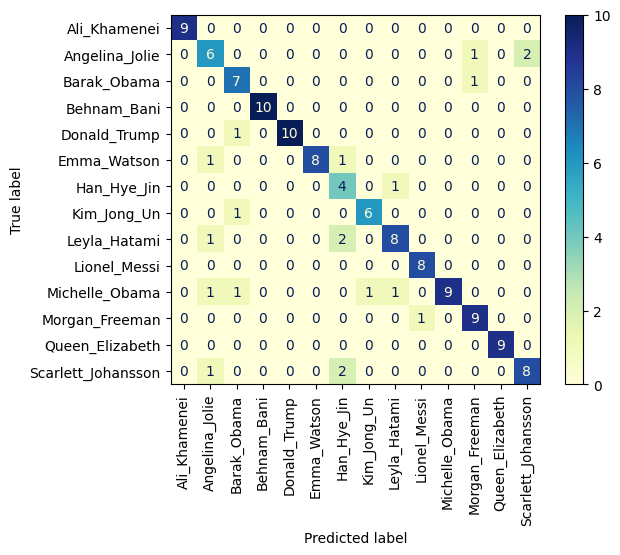 Ali_Khamenei 9 0 0 0 0 0 0 0 0 0 0 0 0 0
Angelina_Jolie 0 6 0 0 0 0 0 0 0 0 0 1 0 2
Barak_Obama 0 0 7 0 0 0 0 0 0 0 0 1 0 0
Behnam_Bani 0 0 0 10 0 0 0 0 0 0 0 0 0 0
Donald_Trump 0 0 1 0 10 0 0 0 0 0 0 0 0 0
Emma_Watson 0 1 0 0 0 8 1 0 0 0 0 0 0 0
Han_Hye_Jin 0 0 0 0 0 0 4 0 1 0 0 0 0 0
Kim_Jong_Un 0 0 1 0 0 0 0 6 0 0 0 0 0 0
Leyla_Hatami 0 1 0 0 0 0 2 0 8 0 0 0 0 0
Lionel_Messi 0 0 0 0 0 0 0 0 0 8 0 0 0 0
Michelle_Obama 0 1 1 0 0 0 0 1 1 0 9 0 0 0
Morgan_Freeman 0 0 0 0 0 0 0 0 0 1 0 9 0 0
Queen_Elizabeth 0 0 0 0 0 0 0 0 0 0 0 0 9 0
Scarlett_Johansson 0 1 0 0 0 0 2 0 0 0 0 0 0 8
True label
Ali_Khamenei
Angelina_Jolie
Barak_Obama
Behnam_Bani
Donald_Trump
Emma_Watson
Han_Hye_Jin
Kim_Jong_Un
Leyla_Hatami
Lionel_Messi
Michelle_Obama
Morgan_Freeman
Queen_Elizabeth
Scarlett_Johansson
Predicted label
10
8
6
4
2
0